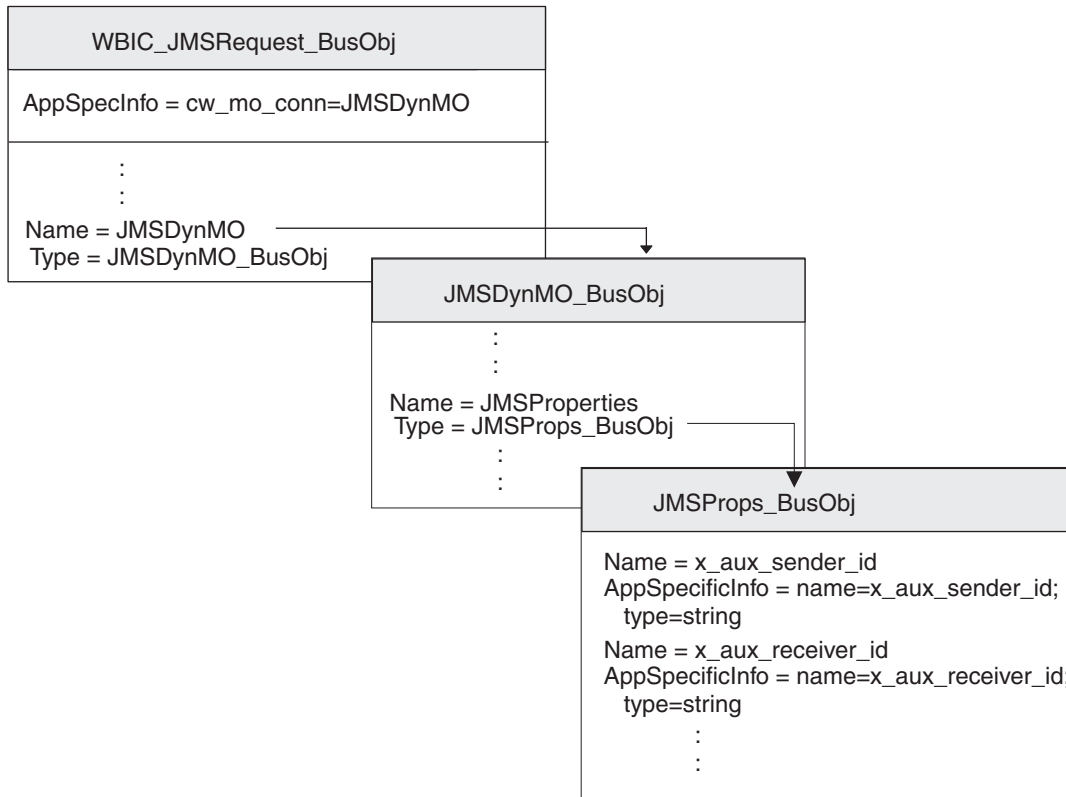 WBIC_JMSRequest_BusObj
AppSpecInfo = cw_mo_conn=JMSDynMO
:
:
Name = JMSDynMO
Type = JMSDynMO_BusObj
JMSDynMO_BusObj
:
:
Name = JMSProperties
Type = JMSProps_BusObj
:
:
JMSProps_BusObj
Name = x_aux_sender_id
AppSpecificInfo = name=x_aux_sender_id;
type=string
Name = x_aux_receiver_id
AppSpecificInfo = name=x_aux_receiver_id;
type=string
:
: